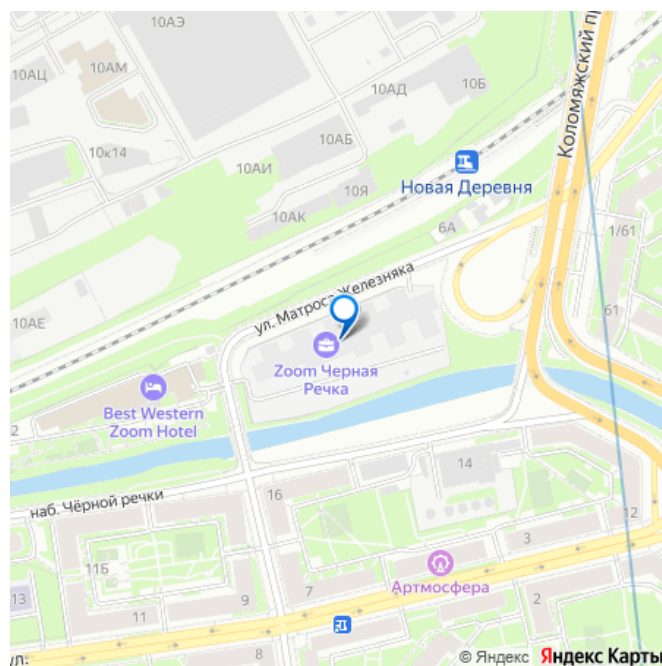 10АЭ
10АЦ
10АМ
10АД
10Б
Коломяжский пр
10АБ
10к14
10АИ
Новая Деревня
10Я
10АК
6А
1/61
ул. Матроса Железняка
10АЕ
61
Zoom Черная
Речка
Best Western
Zoom Hotel
2
14
наб. Чёрной речки
16
12
3
11Б
Артмосфера
13
7
9
2
11
8
ул.
© Яндекс Яндекс Карты